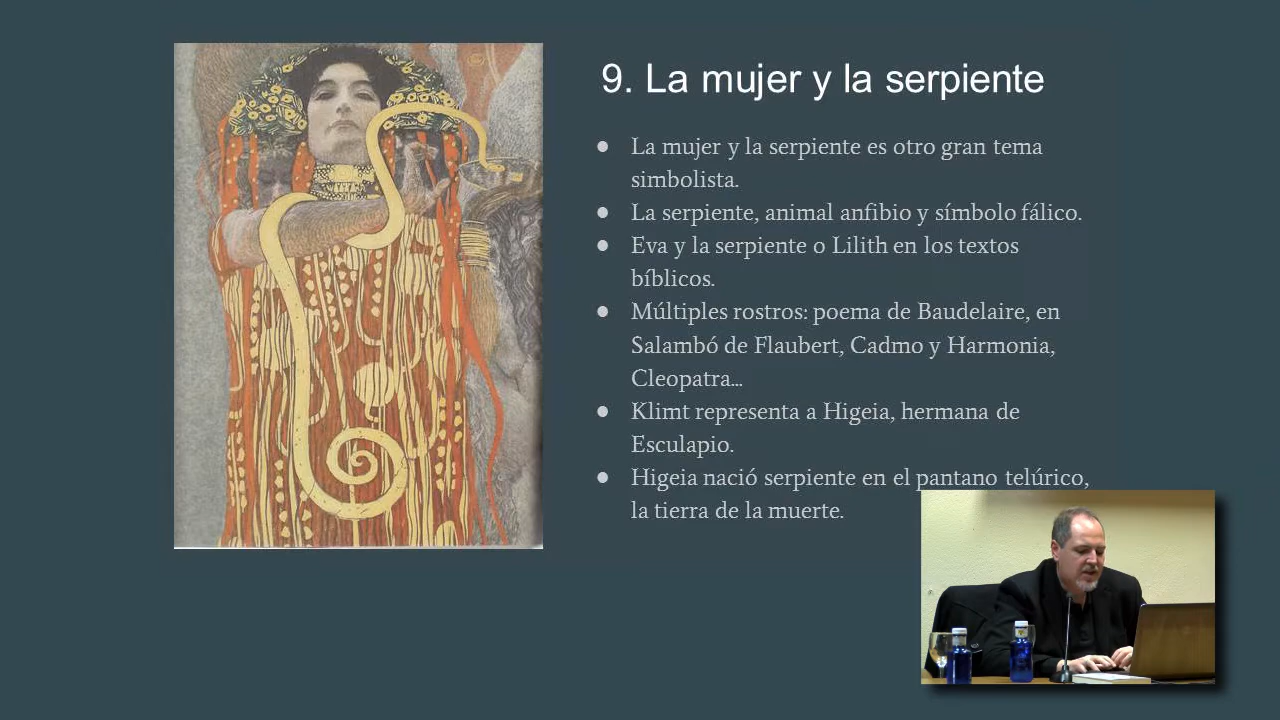 9. La mujer y la serpiente
● La mujer y la serpiente es otro gran tema
simbolista.
● La serpiente, animal anfibio y símbolo fálico.
● Eva y la serpiente o Lilith en los textos
bíblicos.
● Múltiples rostros: poema de Baudelaire, en
Salambó de Flaubert, Cadmo y Harmonia,
Cleopatra...
● Klimt representa a Higeia, hermana de
Esculapio.
● Higeia nació serpiente en el pantano telúrico,
la tierra de la muerte.